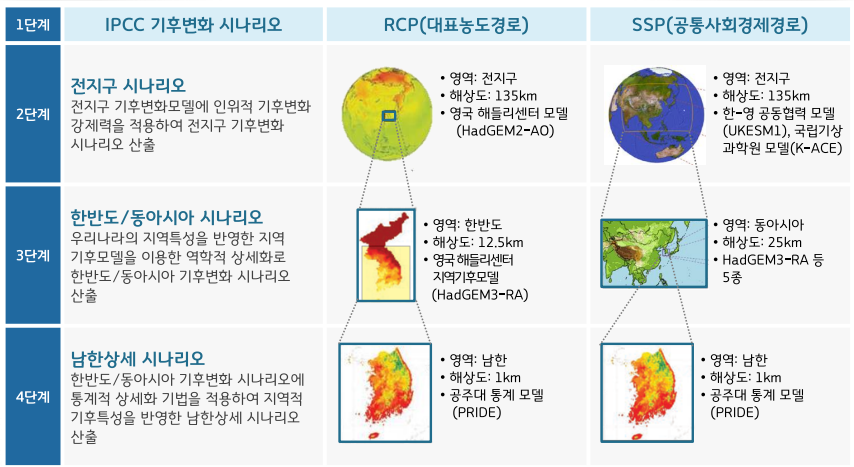 1단계
IPCC 기후변화 시나리오
RCP(대표농도경로)
SSP(공통사회경제경로)
2단계
전지구 시나리오
전지구 기후변화모델에 인위적 기후변화
강제력을 적용하여 전지구 기후변화
시나리오 산출
• 영역: 전지구
• 해상도: 135km
• 영국 해들리센터 모델
(HadGEM2-AO)
• 영역: 전지구
• 해상도: 135km
• 한-영 공동협력 모델
(UKESM1), 국립기상
과학원 모델(K-ACE)
3단계
한반도/동아시아 시나리오
우리나라의 지역특성을 반영한 지역
기후모델을 이용한 역학적 상세화로
한반도/동아시아 기후변화 시나리오
산출
• 영역: 한반도
• 해상도: 12.5km
• 영국 해들리센터
지역기후모델
(HadGEM3-RA)
• 영역: 동아시아
• 해상도: 25km
• HadGEM3-RA 등
5종
4단계
남한상세 시나리오
한반도/동아시아 기후변화 시나리오에
통계적 상세화 기법을 적용하여 지역적
기후특성을 반영한 남한상세 시나리오
산출
• 영역: 남한
• 해상도: 1km
• 공주대 통계 모델
(PRIDE)
• 영역: 남한
• 해상도: 1km
• 공주대 통계 모델
(PRIDE)